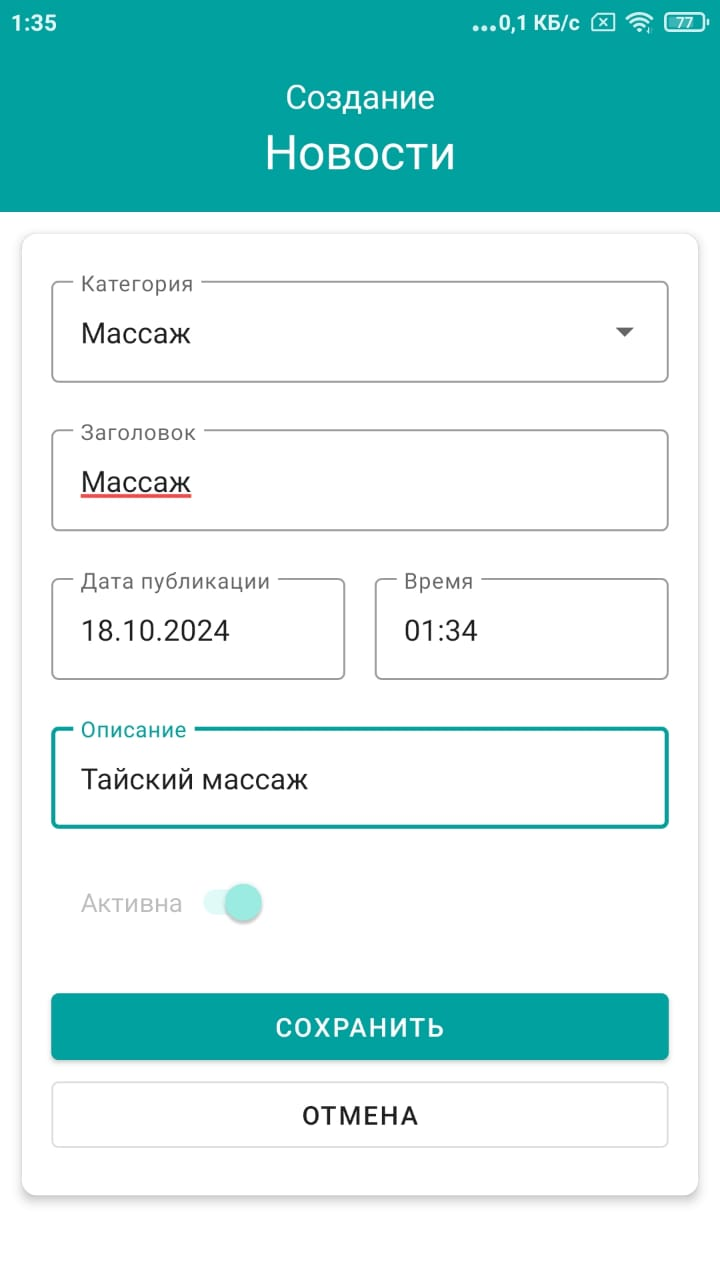 1:35
...0,1 КБ/с
77
Создание
Новости
Категория
Массаж
Заголовок
Массаж
Дата публикации
18.10.2024
Время
01:34
Описание
Тайский массаж
Активна
СОХРАНИТЬ
ОТМЕНА